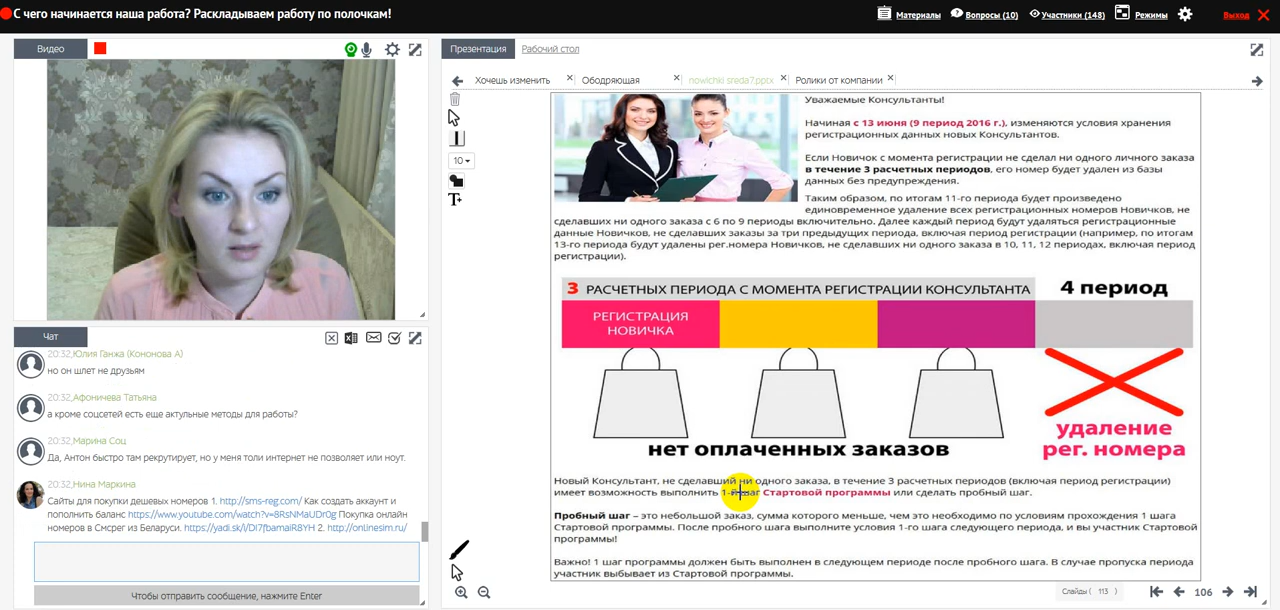 С чего начинается наша работа? Раскладываем работу по полочкам!
Материалы
Вопросы (10)
Участники (148)
Режимы
Выход
Видео
Чат
20:32,Юлия Ганжа (Кононова А)
но он шлет не друзьям
20:32,Афоничева Татьяна
а кроме соцсетей есть еще актульные методы для работы?
20:32,Марина Соц
Да, Антон быстро там рекрутирует, но у меня толи интернет не позволяет или ноут.
20:32,Нина Маркина
Сайты для покупки дешевых номеров 1. http://sms-reg.com/ Как создать аккаунт и
пополнить баланс https://www.youtube.com/watch?v=8RsNMaUDrOg Покупка онлайн
номеров в Смсрег из Беларуси. https://yadi.sk/i/DI7fbamaiR8YH 2. http://onlinesim.ru/
Чтобы отправить сообщение, нажмите Enter
Презентация
Рабочий стол
Хочешь изменить
Ободряющая
nowichki sreda7.pptx
Ролики от компании
10
Уважаемые Консультанты!
Начиная с 13 июня (9 период 2016 г.), изменяются условия хранения
регистрационных данных новых Консультантов.
Если Новичок с момента регистрации не сделал ни одного личного заказа
в течение 3 расчетных периодов, его номер будет удален из базы
данных без предупреждения.
Таким образом, по итогам 11-го периода будет произведено
единовременное удаление всех регистрационных номеров Новичков, не
сделавших ни одного заказа с 6 по 9 периоды включительно. Далее каждый период будут удаляться регистрационные
данные Новичков, не сделавших заказы за три предыдущих периода, включая период регистрации (например, по итогам
13-го периода будут удалены рег.номера Новичков, не сделавших ни одного заказа в 10, 11, 12 периодах, включая период
регистрации).
3 РАСЧЕТНЫХ ПЕРИОДА С МОМЕНТА РЕГИСТРАЦИИ КОНСУЛЬТАНТА
4 период
РЕГИСТРАЦИЯ
НОВИЧКА
нет оплаченных заказов
удаление
рег. номера
Новый Консультант, не сделавший ни одного заказа, в течение 3 расчетных периодов (включая период регистрации)
имеет возможность выполнить 1-й шаг Стартовой программы или сделать пробный шаг.
Пробный шаг – это небольшой заказ, сумма которого меньше, чем это необходимо по условиям прохождения 1 шага
Стартовой программы. После пробного шага выполните условия 1-го шага следующего периода, и вы участник Стартовой
программы!
Важно! 1 шаг программы должен быть выполнен в следующем периоде после пробного шага. В случае пропуска периода
участник выбывает из Стартовой программы.
Слайды ( 113 )
106